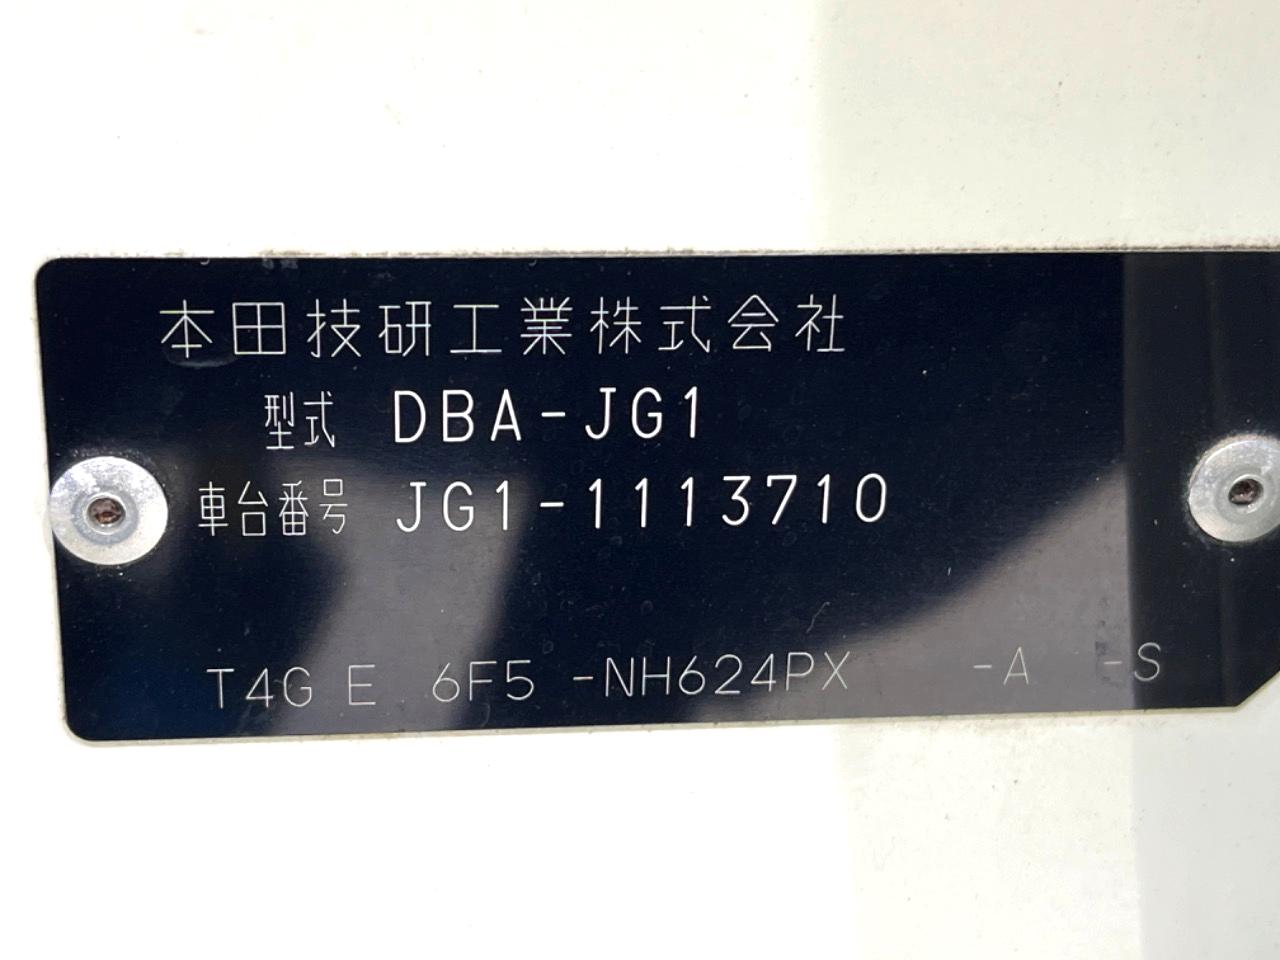 本田技研工業株式会社
型式 DBA-JG1
車台番号 JG1-1113710
T4G E 6F5 -NH624PX -A -S